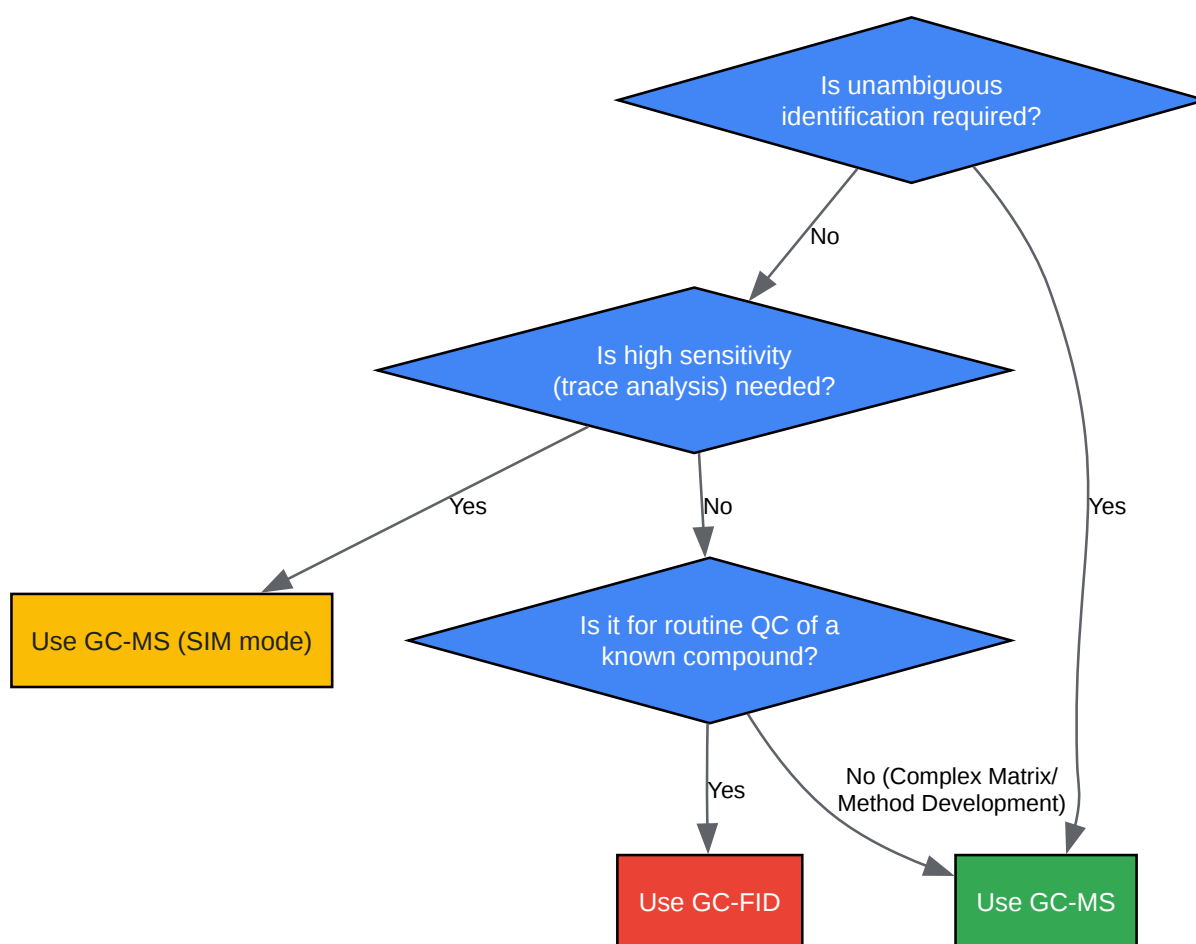 Is unambiguous
identification required?
No
Is high sensitivity
(trace analysis) needed?
Yes
No
Yes
Use GC-MS (SIM mode)
Is it for routine QC of a
known compound?
No (Complex Matrix/
Method Development)
Yes
Use GC-FID
Use GC-MS